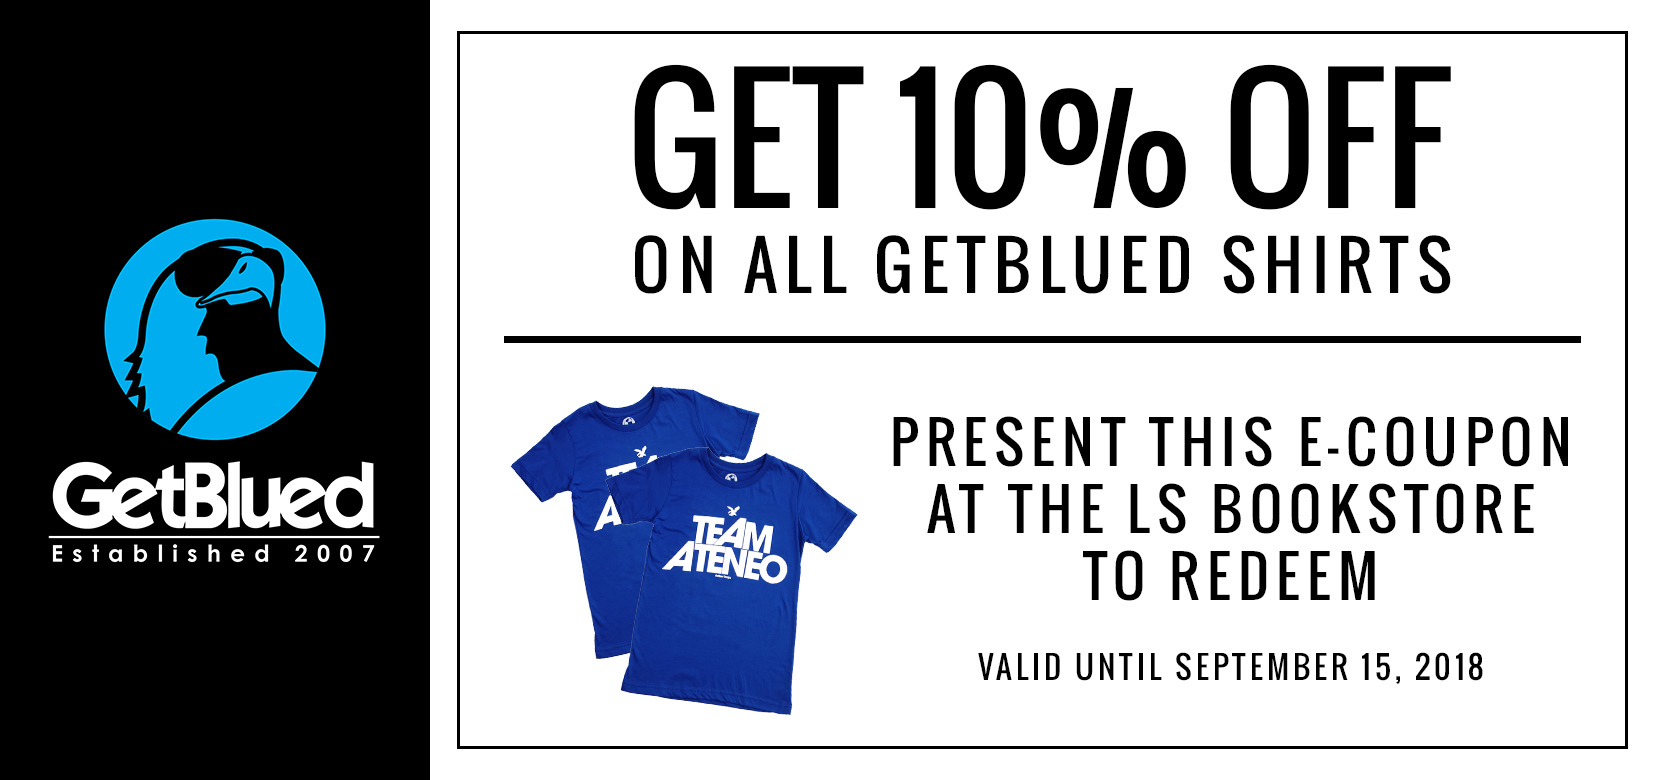 GetBlued
Established 2007
GET 10% OFF
ON ALL GETBLUED SHIRTS
TEAM
ATENEO
PRESENT THIS E-COUPON
AT THE LS BOOKSTORE
TO REDEEM
VALID UNTIL SEPTEMBER 15, 2018